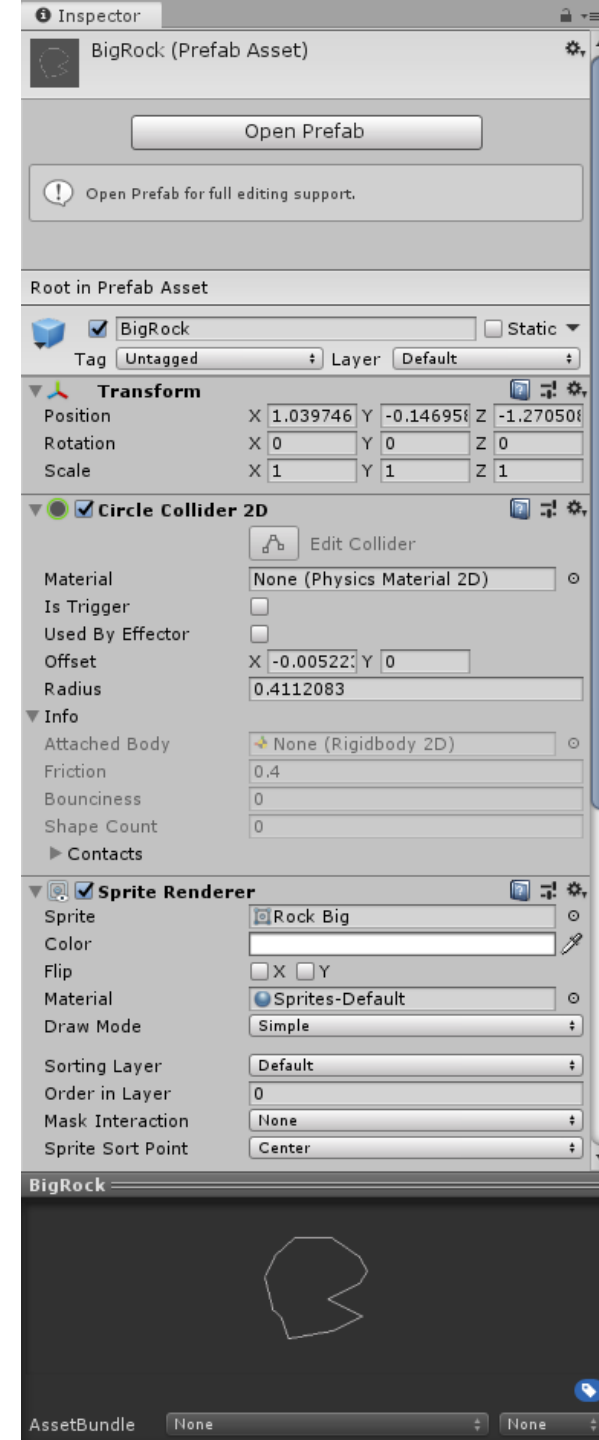 Inspector
BigRock (Prefab Asset)
Open Prefab
Open Prefab for full editing support.
Root in Prefab Asset
BigRock Static
Tag Untagged Layer Default
Transform
Position X 1.039746 Y -0.14695 Z -1.27050
Rotation X 0 Y 0 Z 0
Scale X 1 Y 1 Z 1
Circle Collider 2D
Edit Collider
Material None (Physics Material 2D)
Is Trigger
Used By Effector
Offset X -0.00522 Y 0
Radius 0.4112083
Info
Attached Body None (Rigidbody 2D)
Friction 0.4
Bounciness 0
Shape Count 0
Contacts
Sprite Renderer
Sprite Rock Big
Color
Flip X Y
Material Sprites-Default
Draw Mode Simple
Sorting Layer Default
Order in Layer 0
Mask Interaction None
Sprite Sort Point Center
BigRock
AssetBundle None None